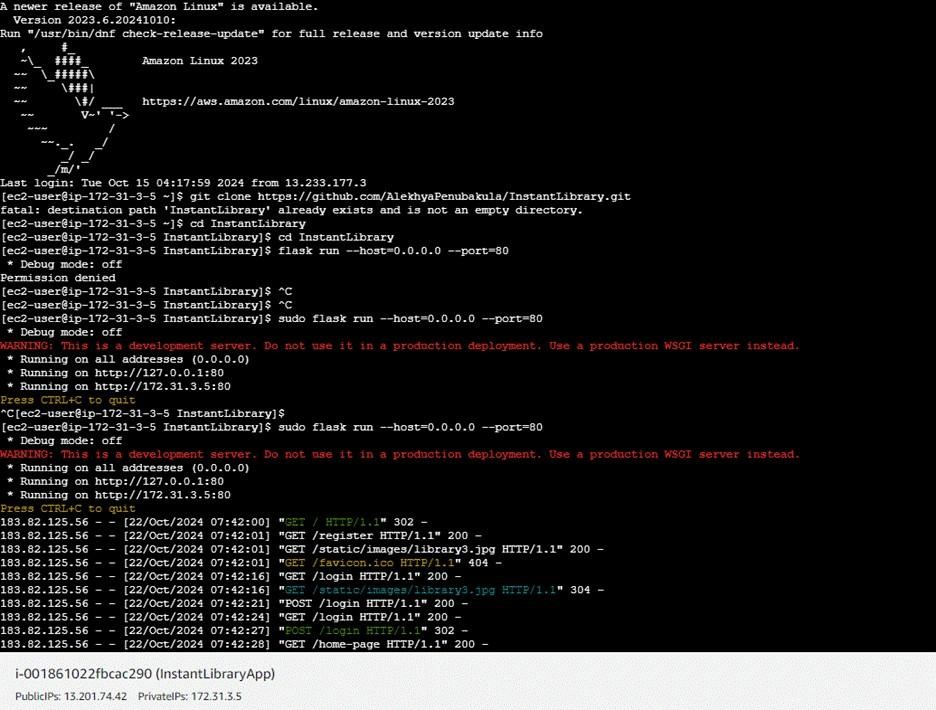 A newer release of "Amazon Linux" is available.
  Version 2023.6.20241010:
Run "/usr/bin/dnf check-release-update" for full release and version update info
   ,     #_
   ~\_  ####_        Amazon Linux 2023
  ~~  \_#####\
  ~~     \###|
  ~~       \#/ ___   https://aws.amazon.com/linux/amazon-linux-2023
   ~~       V~' '->
    ~~~         /
      ~~._.   _/
         _/ _/
       _/m/'
Last login: Tue Oct 15 04:17:59 2024 from 13.233.177.3
[ec2-user@ip-172-31-3-5 ~]$ git clone https://github.com/AlekhyaPenubakula/InstantLibrary.git
fatal: destination path 'InstantLibrary' already exists and is not an empty directory.
[ec2-user@ip-172-31-3-5 ~]$ cd InstantLibrary
[ec2-user@ip-172-31-3-5 InstantLibrary]$ cd InstantLibrary
[ec2-user@ip-172-31-3-5 InstantLibrary]$ flask run --host=0.0.0.0 --port=80
 * Debug mode: off
Permission denied
[ec2-user@ip-172-31-3-5 InstantLibrary]$ ^C
[ec2-user@ip-172-31-3-5 InstantLibrary]$ ^C
[ec2-user@ip-172-31-3-5 InstantLibrary]$ sudo flask run --host=0.0.0.0 --port=80
 * Debug mode: off
WARNING: This is a development server. Do not use it in a production deployment. Use a production WSGI server instead.
 * Running on all addresses (0.0.0.0)
 * Running on http://127.0.0.1:80
 * Running on http://172.31.3.5:80
Press CTRL+C to quit
^C[ec2-user@ip-172-31-3-5 InstantLibrary]$
[ec2-user@ip-172-31-3-5 InstantLibrary]$ sudo flask run --host=0.0.0.0 --port=80
 * Debug mode: off
WARNING: This is a development server. Do not use it in a production deployment. Use a production WSGI server instead.
 * Running on all addresses (0.0.0.0)
 * Running on http://127.0.0.1:80
 * Running on http://172.31.3.5:80
Press CTRL+C to quit
183.82.125.56 - - [22/Oct/2024 07:42:00] "GET / HTTP/1.1" 302 -
183.82.125.56 - - [22/Oct/2024 07:42:01] "GET /register HTTP/1.1" 200 -
183.82.125.56 - - [22/Oct/2024 07:42:01] "GET /static/images/library3.jpg HTTP/1.1" 200 -
183.82.125.56 - - [22/Oct/2024 07:42:01] "GET /favicon.ico HTTP/1.1" 404 -
183.82.125.56 - - [22/Oct/2024 07:42:16] "GET /login HTTP/1.1" 200 -
183.82.125.56 - - [22/Oct/2024 07:42:16] "GET /static/images/library3.jpg HTTP/1.1" 304 -
183.82.125.56 - - [22/Oct/2024 07:42:21] "POST /login HTTP/1.1" 200 -
183.82.125.56 - - [22/Oct/2024 07:42:24] "GET /login HTTP/1.1" 200 -
183.82.125.56 - - [22/Oct/2024 07:42:27] "POST /login HTTP/1.1" 302 -
183.82.125.56 - - [22/Oct/2024 07:42:28] "GET /home-page HTTP/1.1" 200 -
i-001861022fbcac290 (InstantLibraryApp)
PublicIPs: 13.201.74.42    PrivateIPs: 172.31.3.5